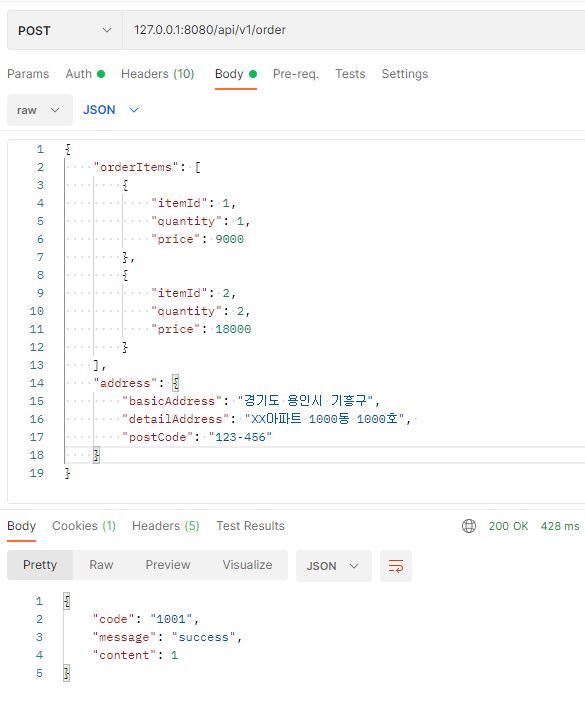 POST 127.0.0.1:8080/api/v1/order
Params Auth Headers (10) Body Pre-req. Tests Settings
raw JSON
1 {
2 "orderItems": [
3 {
4 "itemId": 1,
5 "quantity": 1,
6 "price": 9000
7 },
8 {
9 "itemId": 2,
10 "quantity": 2,
11 "price": 18000
12 }
13 ],
14 "address": {
15 "basicAddress": "경기도 용인시 기흥구",
16 "detailAddress": "XX아파트 1000동 1000호",
17 "postCode": "123-456"
18 }
19 }
Body Cookies (1) Headers (5) Test Results 200 OK 428 ms
Pretty Raw Preview Visualize JSON
1 {
2 "code": "1001",
3 "message": "success",
4 "content": 1
5 }